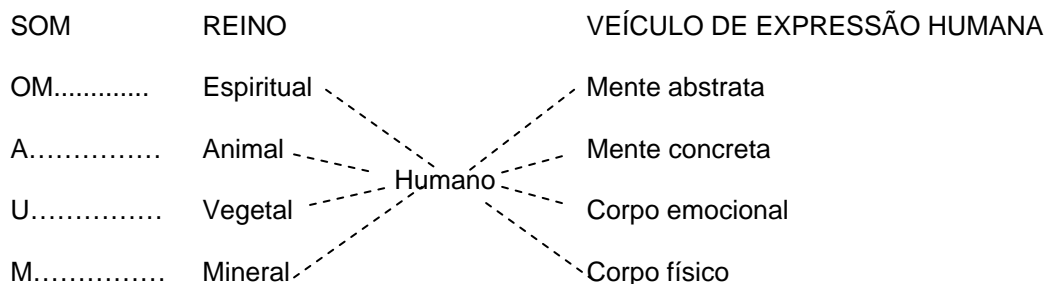 SOM REINO VEÍCULO DE EXPRESSÃO HUMANA
OM............. Espiritual Mente abstrata
A…………… Animal Mente concreta
Humano
U…………… Vegetal Corpo emocional
M…………… Mineral Corpo físico